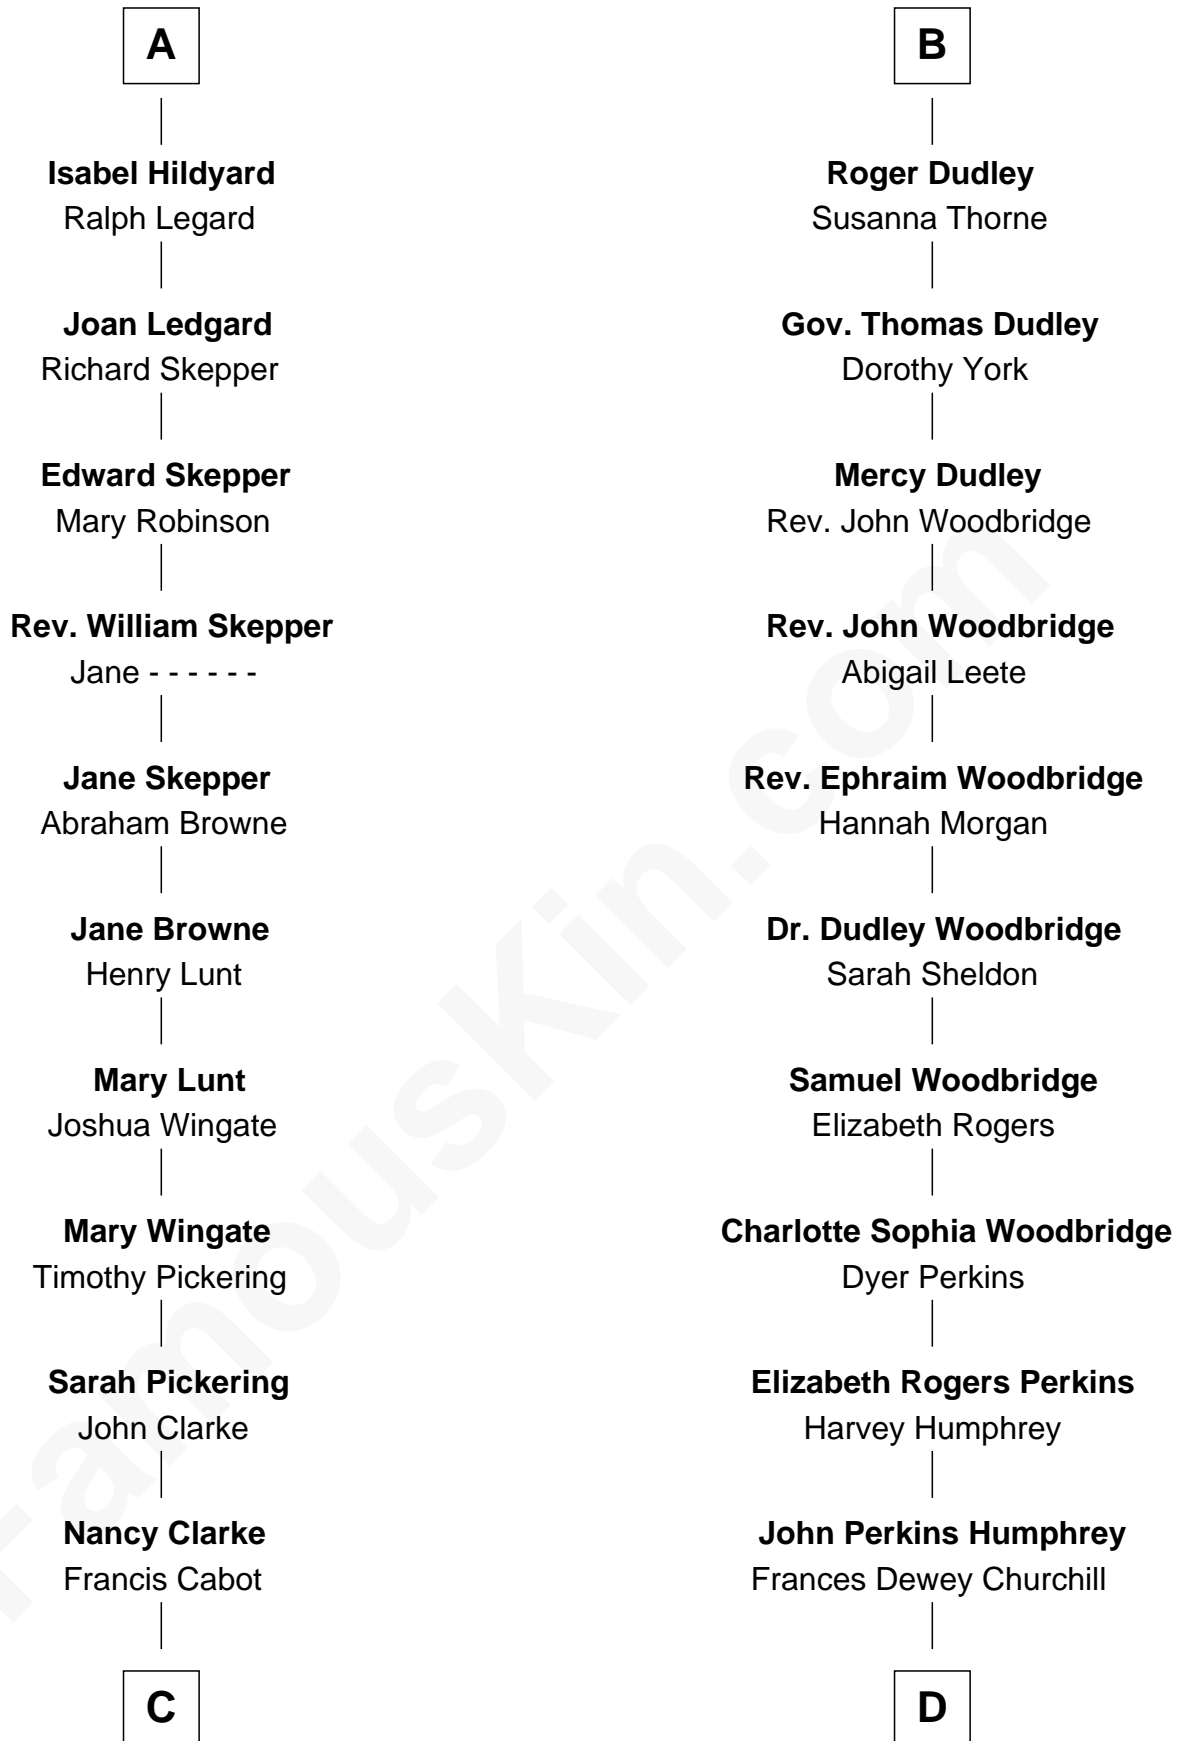 A
Isabel Hildyard
Ralph Legard
Joan Ledgard
Richard Skepper
Edward Skepper
Mary Robinson
Rev. William Skepper
Jane - - - - - -
Jane Skepper
Abraham Browne
Jane Browne
Henry Lunt
Mary Lunt
Joshua Wingate
Mary Wingate
Timothy Pickering
Sarah Pickering
John Clarke
Nancy Clarke
Francis Cabot
C
B
Roger Dudley
Susanna Thorne
Gov. Thomas Dudley
Dorothy York
Mercy Dudley
Rev. John Woodbridge
Rev. John Woodbridge
Abigail Leete
Rev. Ephraim Woodbridge
Hannah Morgan
Dr. Dudley Woodbridge
Sarah Sheldon
Samuel Woodbridge
Elizabeth Rogers
Charlotte Sophia Woodbridge
Dyer Perkins
Elizabeth Rogers Perkins
Harvey Humphrey
John Perkins Humphrey
Frances Dewey Churchill
D
FamousKin.com